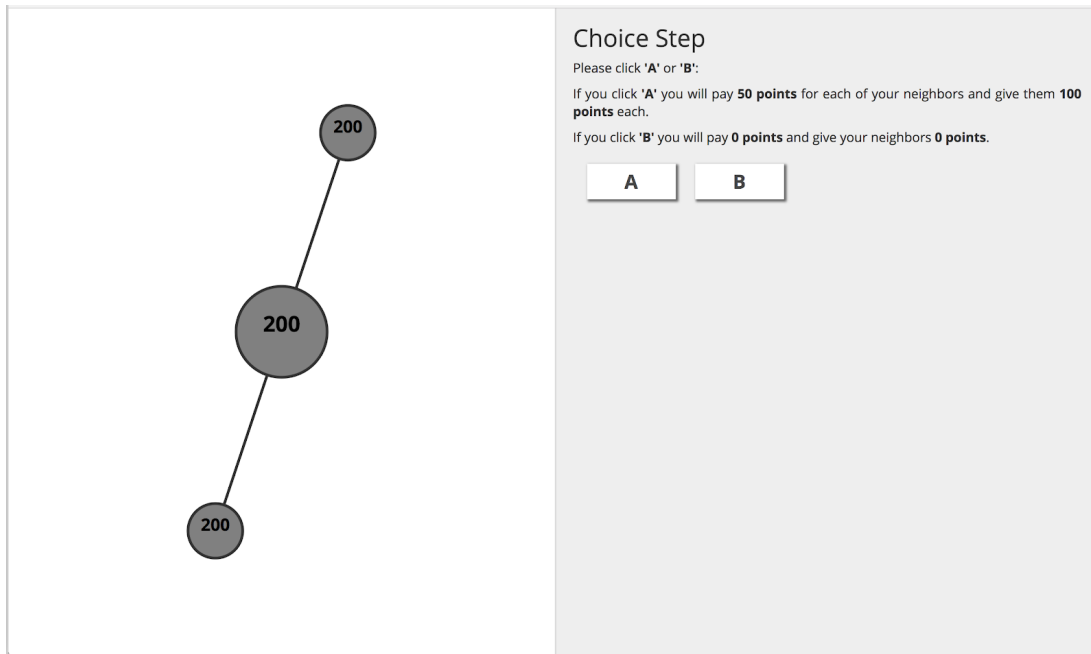 Choice Step
Please click 'A' or 'B':
If you click 'A' you will pay 50 points for each of your neighbors and give them 100
points each.
If you click 'B' you will pay 0 points and give your neighbors 0 points.
A B
200
200
200